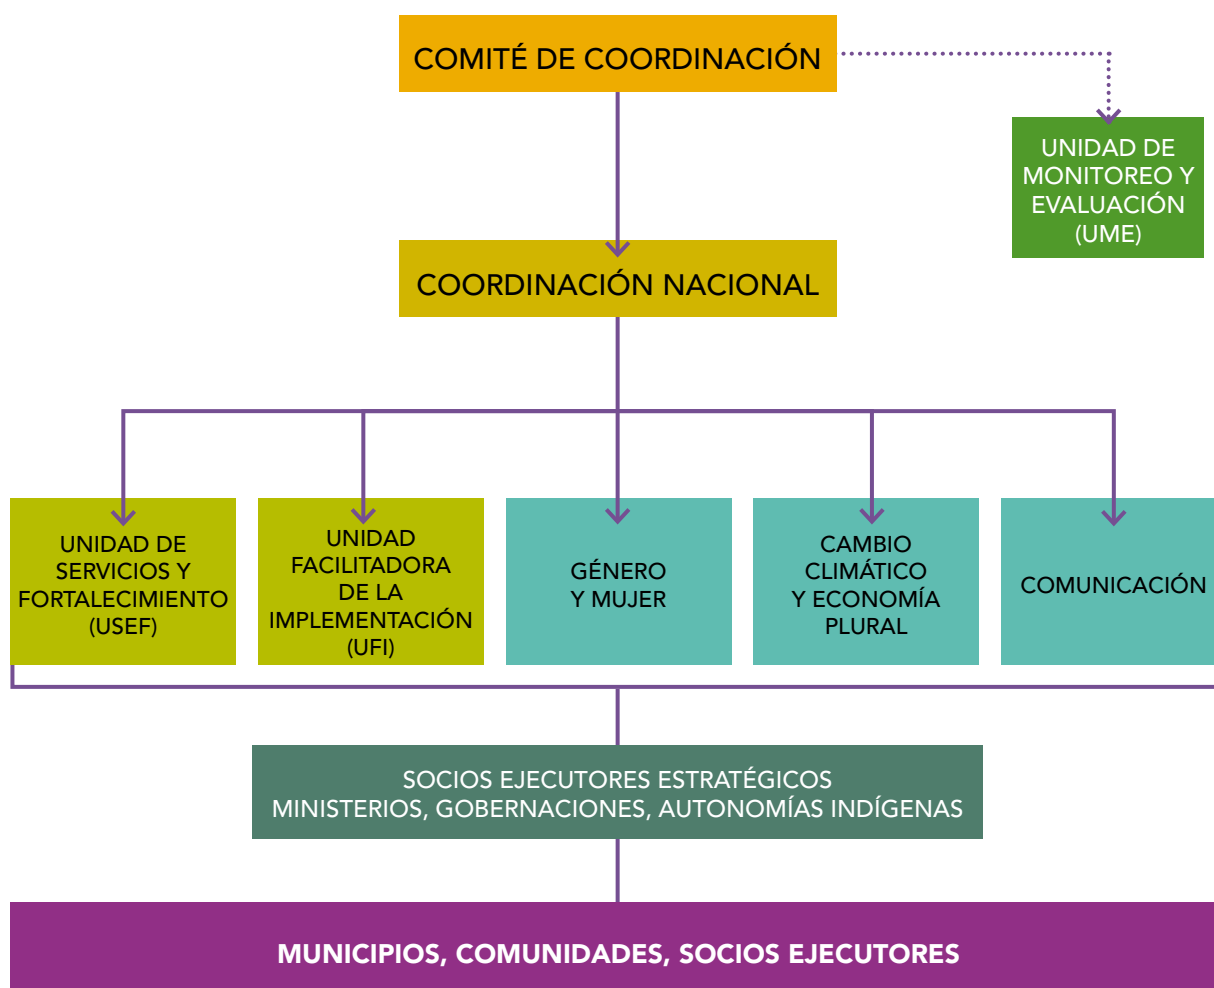 COMITÉ DE COORDINACIÓN
UNIDAD DE
MONITOREO Y
EVALUACIÓN
(UME)
COORDINACIÓN NACIONAL
UNIDAD DE
SERVICIOS Y
FORTALECIMIENTO
(USEF)
UNIDAD
FACILITADORA
DE LA
IMPLEMENTACIÓN
(UFI)
GÉNERO
Y MUJER
CAMBIO
CLIMÁTICO
Y ECONOMÍA
PLURAL
COMUNICACIÓN
SOCIOS EJECUTORES ESTRATÉGICOS
MINISTERIOS, GOBERNACIONES, AUTONOMÍAS INDÍGENAS
MUNICIPIOS, COMUNIDADES, SOCIOS EJECUTORES